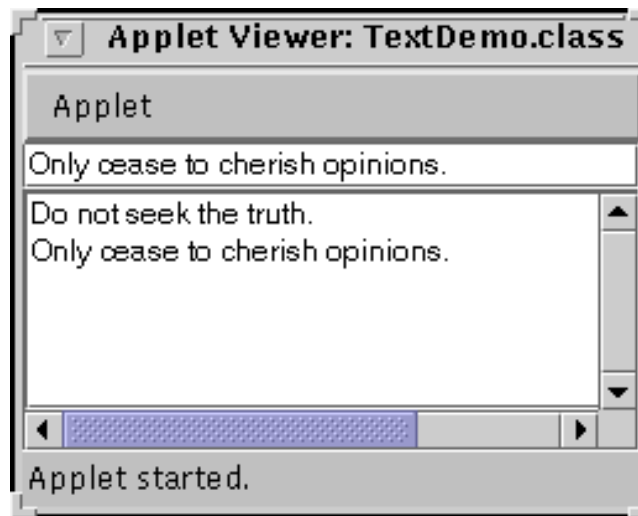 Applet Viewer: TextDemo.class
Applet
Only cease to cherish opinions.
Do not seek the truth.
Only cease to cherish opinions.
Applet started.